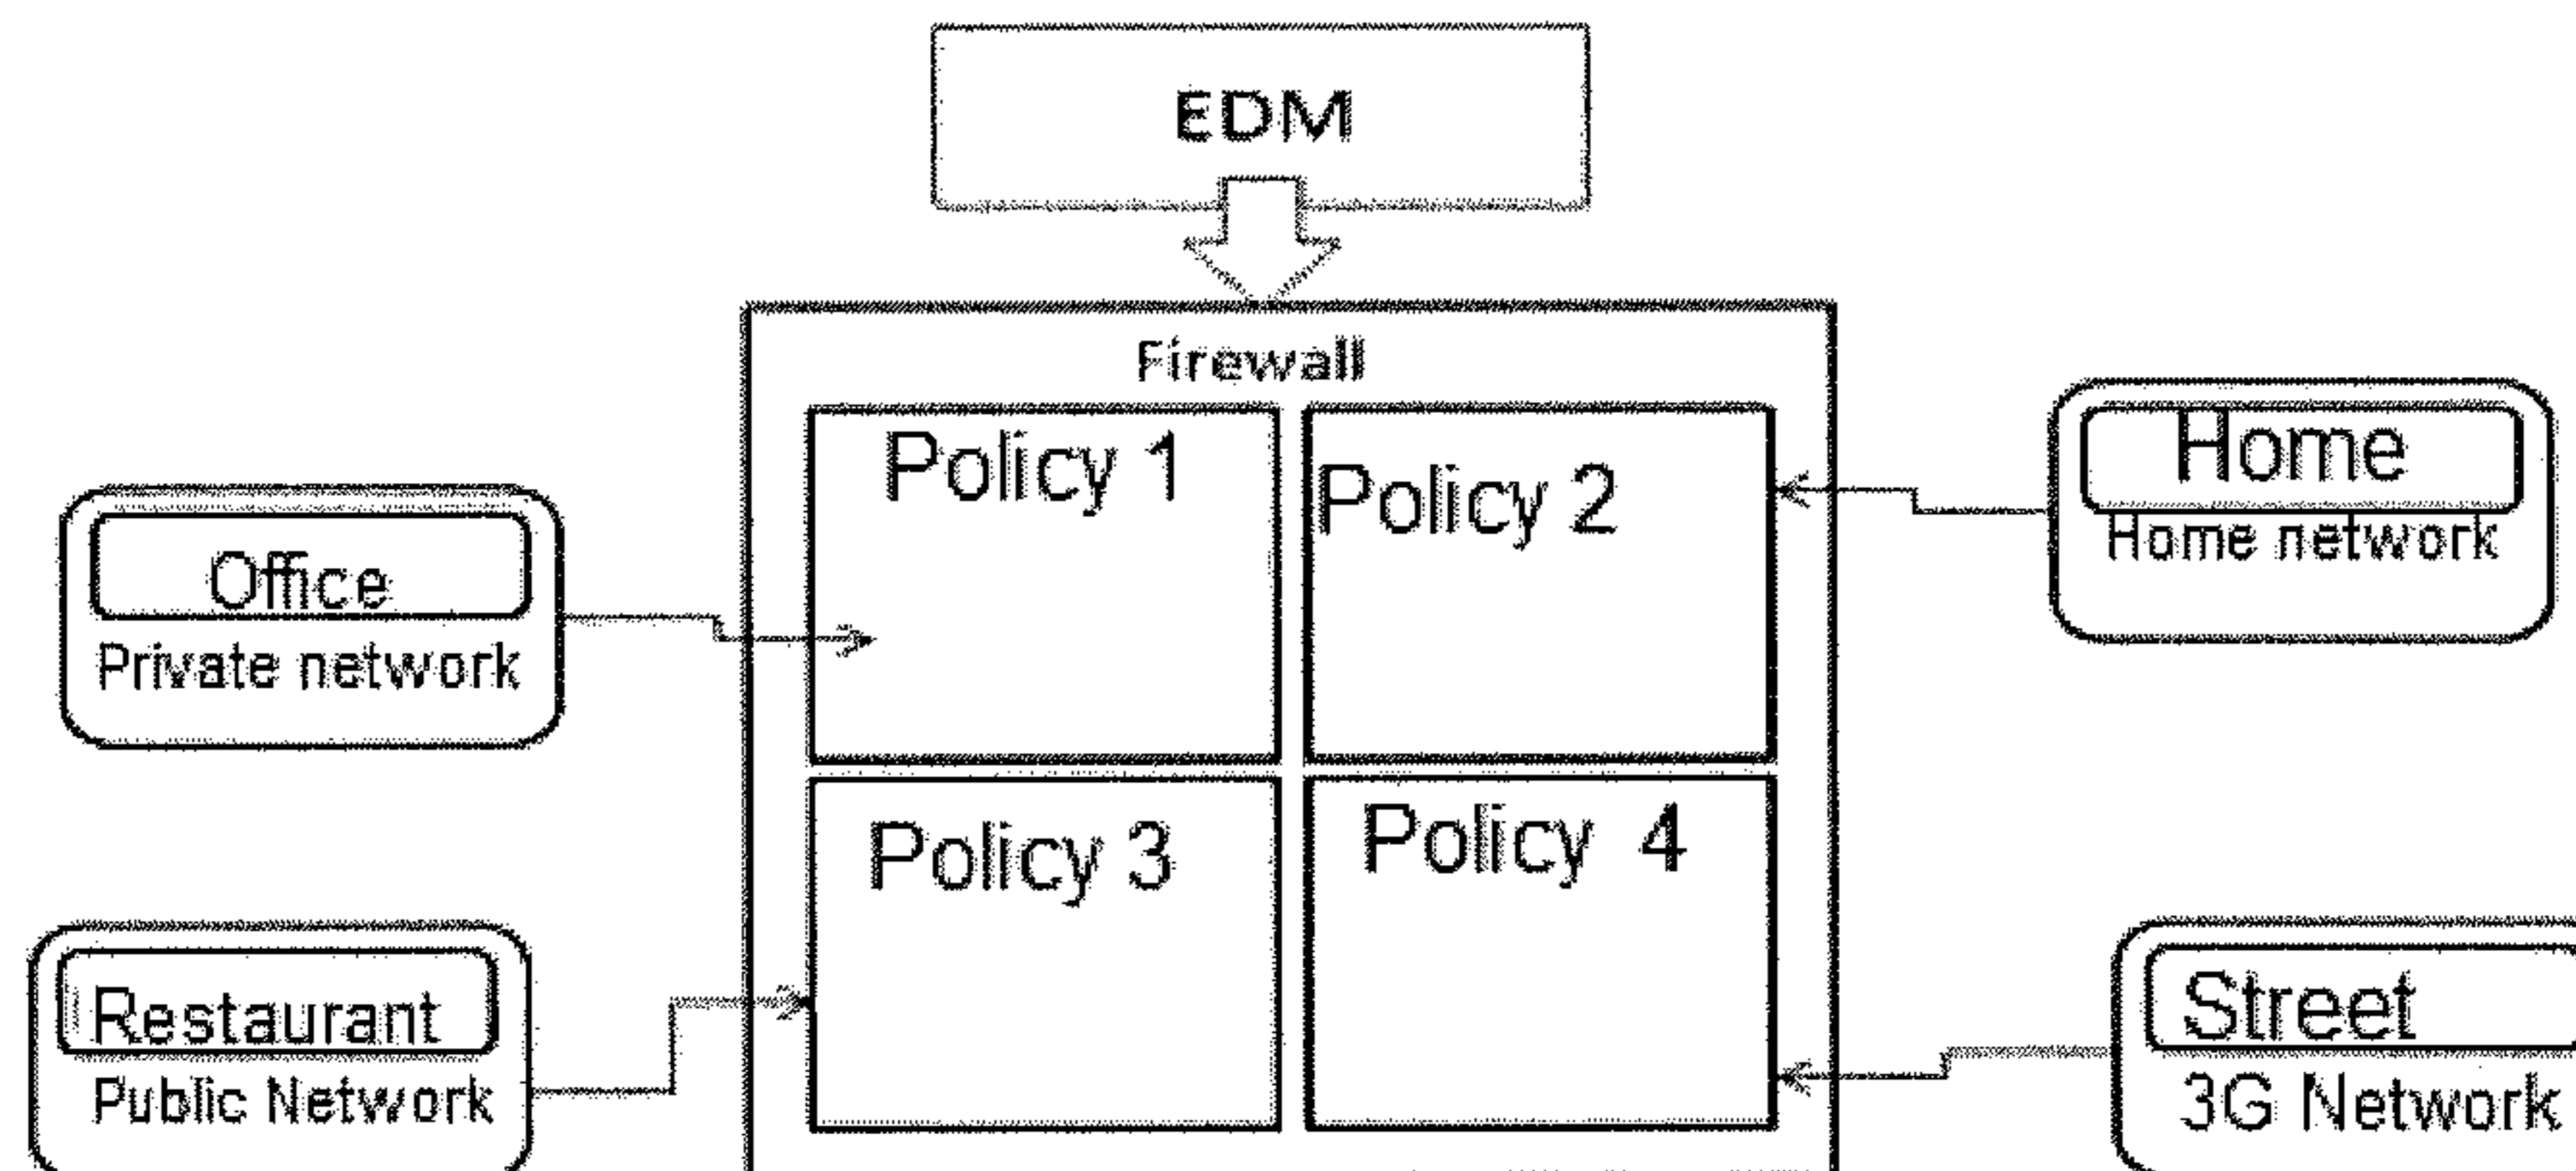 EDM
Firewall
Policy 1
Policy 2
Home
Home network
Office
Private network
Policy 3
Policy 4
Restaurant
Public Network
Street
3G Network